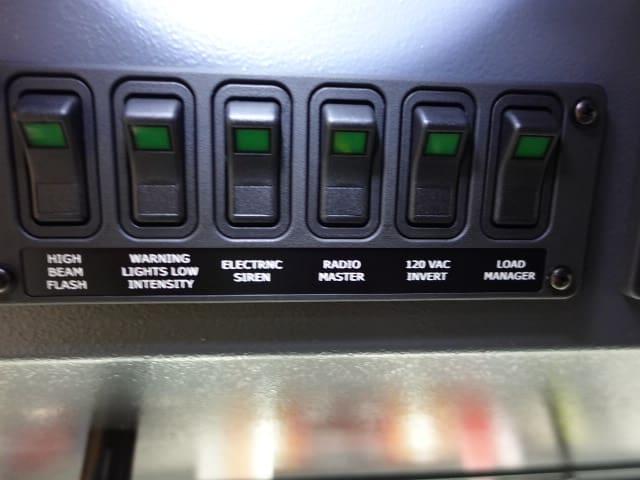 HIGH
BEAM
FLASH
WARNING
LIGHTS LOW
INTENSITY
ELECTRNC
SIREN
RADIO
MASTER
120 VAC
INVERT
LOAD
MANAGER